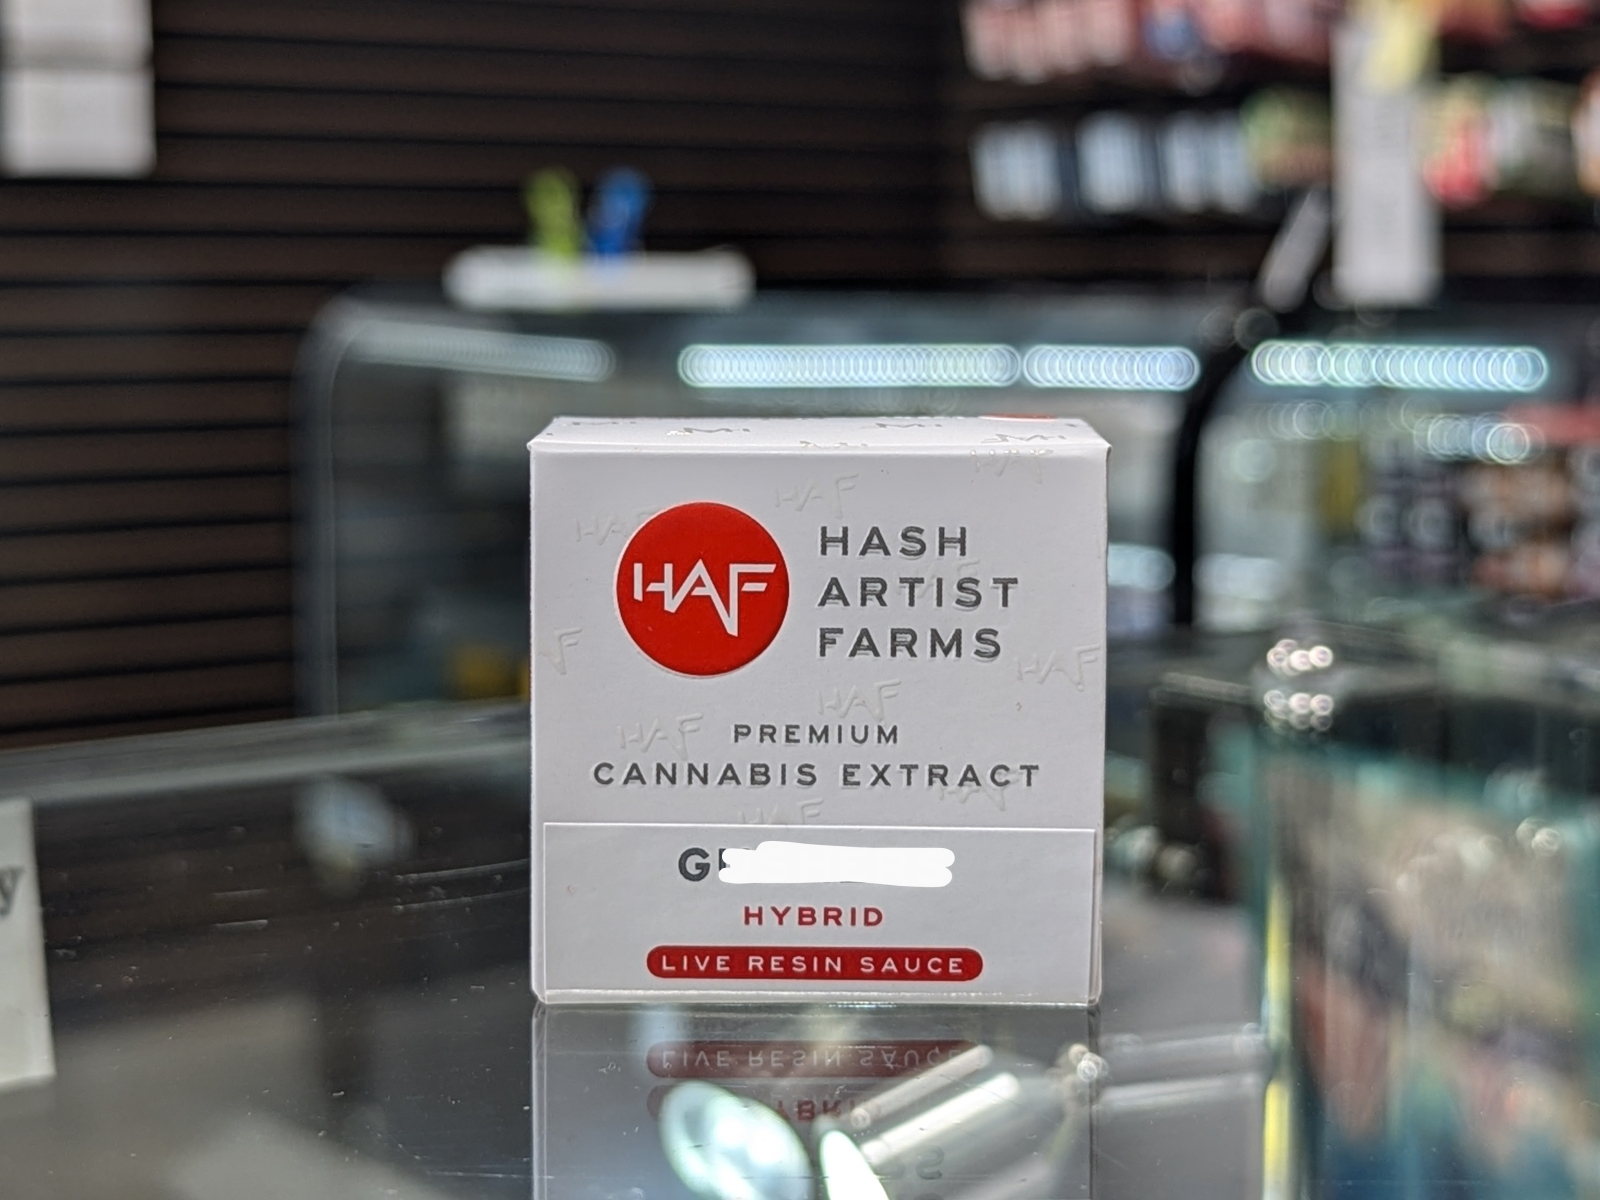 HAF
HASH
ARTIST
FARMS
PREMIUM
CANNABIS EXTRACT
HYBRID
LIVE RESIN SAUCE